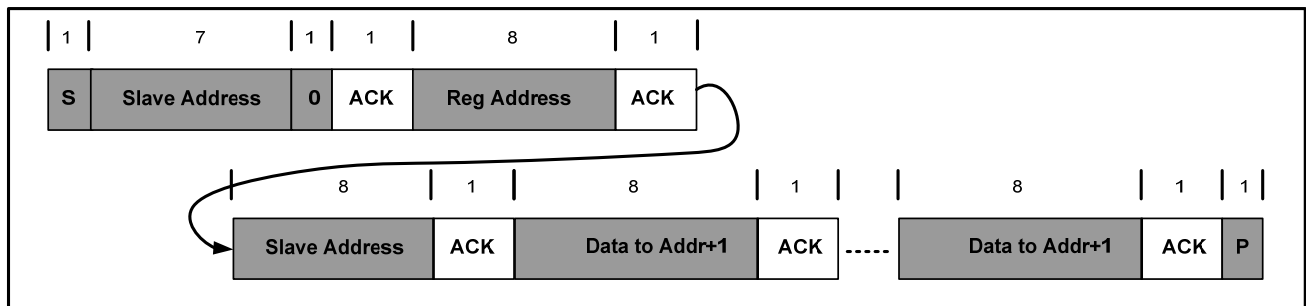 1 7 1 1 8 1
S Slave Address 0 ACK Reg Address ACK
8 1 8 1 8 1 1
Slave Address ACK Data to Addr+1 ACK Data to Addr+1 ACK P